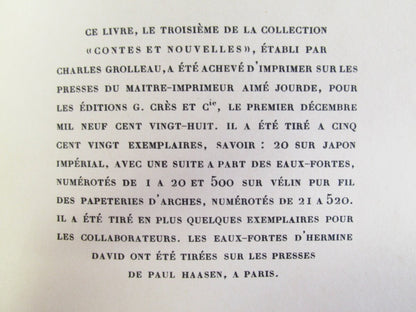 CE LIVRE, LE TROISIÈME DE LA COLLECTION
«CONTES ET NOUVELLES», ÉTABLI PAR
CHARLES GROLLEAU, A ÉTÉ ACHEVÉ D'IMPRIMER SUR LES
PRESSES DU MAITRE-IMPRIMEUR AIMÉ JOURDE, POUR
LES ÉDITIONS G. CRÈS ET Cie, LE PREMIER DÉCEMBRE
MIL NEUF CENT VINGT-HUIT. IL A ÉTÉ TIRÉ A CINQ
CENT VINGT EXEMPLAIRES, SAVOIR : 20 SUR JAPON
IMPÉRIAL, AVEC UNE SUITE A PART DES EAUX-FORTES,
NUMÉROTÉS DE 1 A 20 ET 500 SUR VÉLIN PUR FIL
DES PAPETERIES D'ARCHES, NUMÉROTÉS DE 21 A 520.
IL A ÉTÉ TIRÉ EN PLUS QUELQUES EXEMPLAIRES POUR
LES COLLABORATEURS. LES EAUX-FORTES D'HERMINE
DAVID ONT ÉTÉ TIRÉES SUR LES PRESSES
DE PAUL HAASEN, A PARIS.